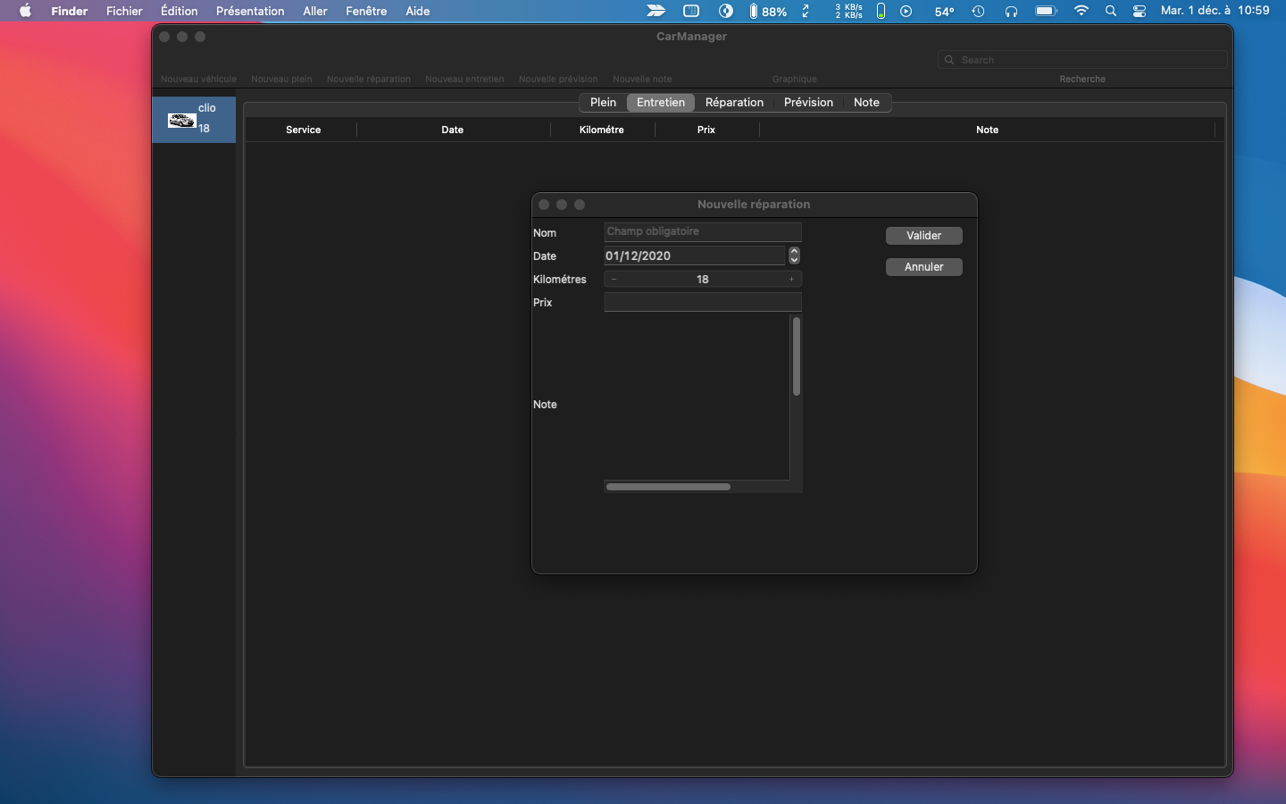 Finder Fichier Édition Présentation Aller Fenêtre Aide 88% 3 KB/s 2 KB/s 54° Mar. 1 déc. à 10:59
CarManager
Search
Nouveau véhicule Nouveau plein Nouvelle réparation Nouveau entretien Nouvelle prévision Nouvelle note Graphique Recherche
clio
18
Plein Entretien Réparation Prévision Note
Service Date Kilométre Prix Note
Nouvelle réparation
Nom Champ obligatoire Valider
Date 01/12/2020
Annuler
Kilométres - 18 +
Prix
Note